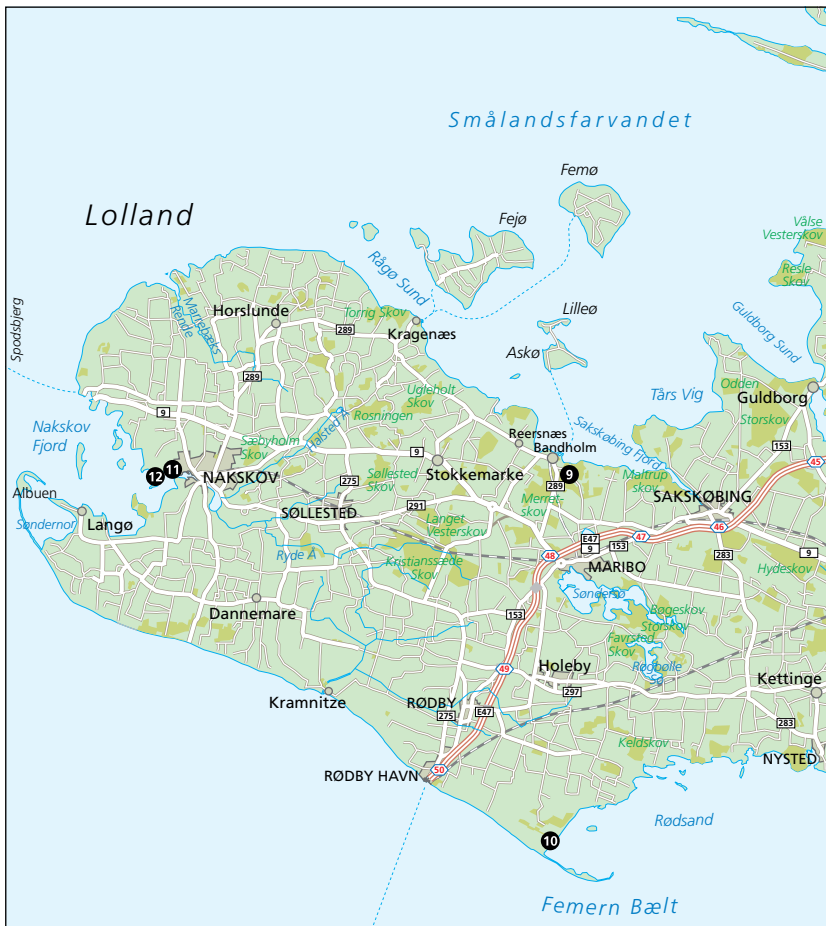 Smålandsfarvandet
Femø
Lolland
Fejø
Vålse
Vesterskov
Resle
Skov
Rågø Sund
Lilleø
Guldborg Sund
Spodsbjerg
Marrebæks
Rende
Horslunde
Torrig Skov
289
Kragenæs
Askø
289
Ugleholt
Skov
Tårs Vig
Odden
Guldborg
9
Rosningen
Storskov
Nakskov
Fjord
Halsted Å
Sæbyholm
Skov
Reersnæs
Bandholm
Sakskøbing Fjord
153
9
45
12
11
NAKSKOV
Søllested
Skov
Stokkemarke
9
Maltrup
skov
275
289
Albuen
Merret-
skov
SAKSKØBING
Langø
SØLLESTED
291
Langet
Vesterskov
46
Søndernor
E47
47
9
153
48
283
9
Ryde Å
Kristianssæde
Skov
MARIBO
Hydeskov
Søndersø
Dannemare
153
Bøgeskov
Storskov
Favrsted
Skov
49
Holeby
Røgbølle
Sø
Kettinge
Kramnitze
RØDBY
297
275
E47
283
Keldskov
NYSTED
RØDBY HAVN
50
Rødsand
10
Femern Bælt